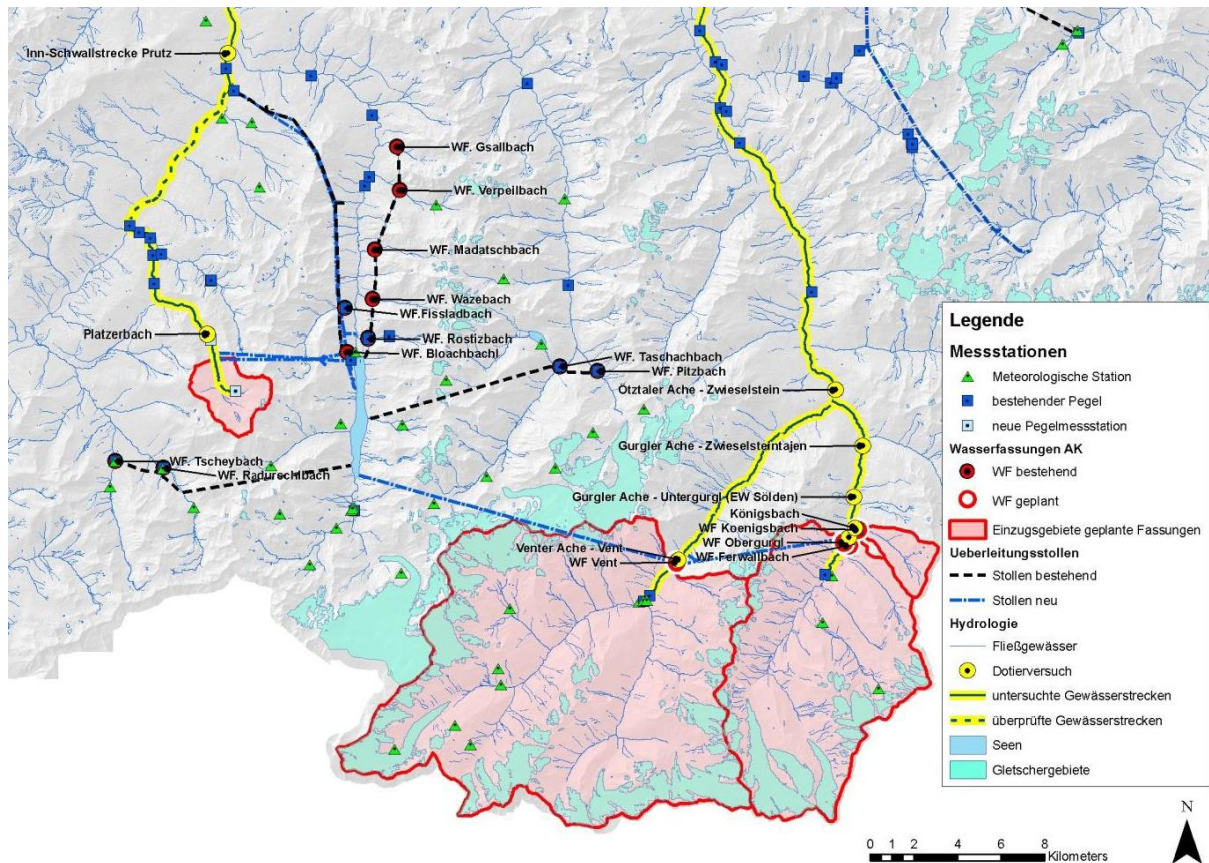 Inn-Schwallstrecke Prutz
WF. Gsallbach
WF. Verpeilbach
WF. Madatschbach
WF. Wazebach
WF.Fissladbach
Platzerbach
WF. Rostizbach
WF. Bloachbachl
WF. Taschachbach
WF. Pitzbach
Ötztaler Ache - Zwieselstein
Gurgler Ache - Zwieselsteintajen
WF. Tscheybach
WF. Radurschlbach
Gurgler Ache - Untergurgl (EW Sölden)
Königsbach
WF Koenigsbach
WF Obergurgl
WF Ferwallbach
Venter Ache - Vent
WF Vent
Legende
Messstationen
Meteorologische Station
bestehender Pegel
neue Pegelmessstation
Wasserfassungen AK
WF bestehend
WF geplant
Einzugsgebiete geplante Fassungen
Ueberleitungsstollen
Stollen bestehend
Stollen neu
Hydrologie
Fließgewässer
Dotierversuch
untersuchte Gewässerstrecken
überprüfte Gewässerstrecken
Seen
Gletschergebiete
N
0 1 2 4 6 8
Kilometers